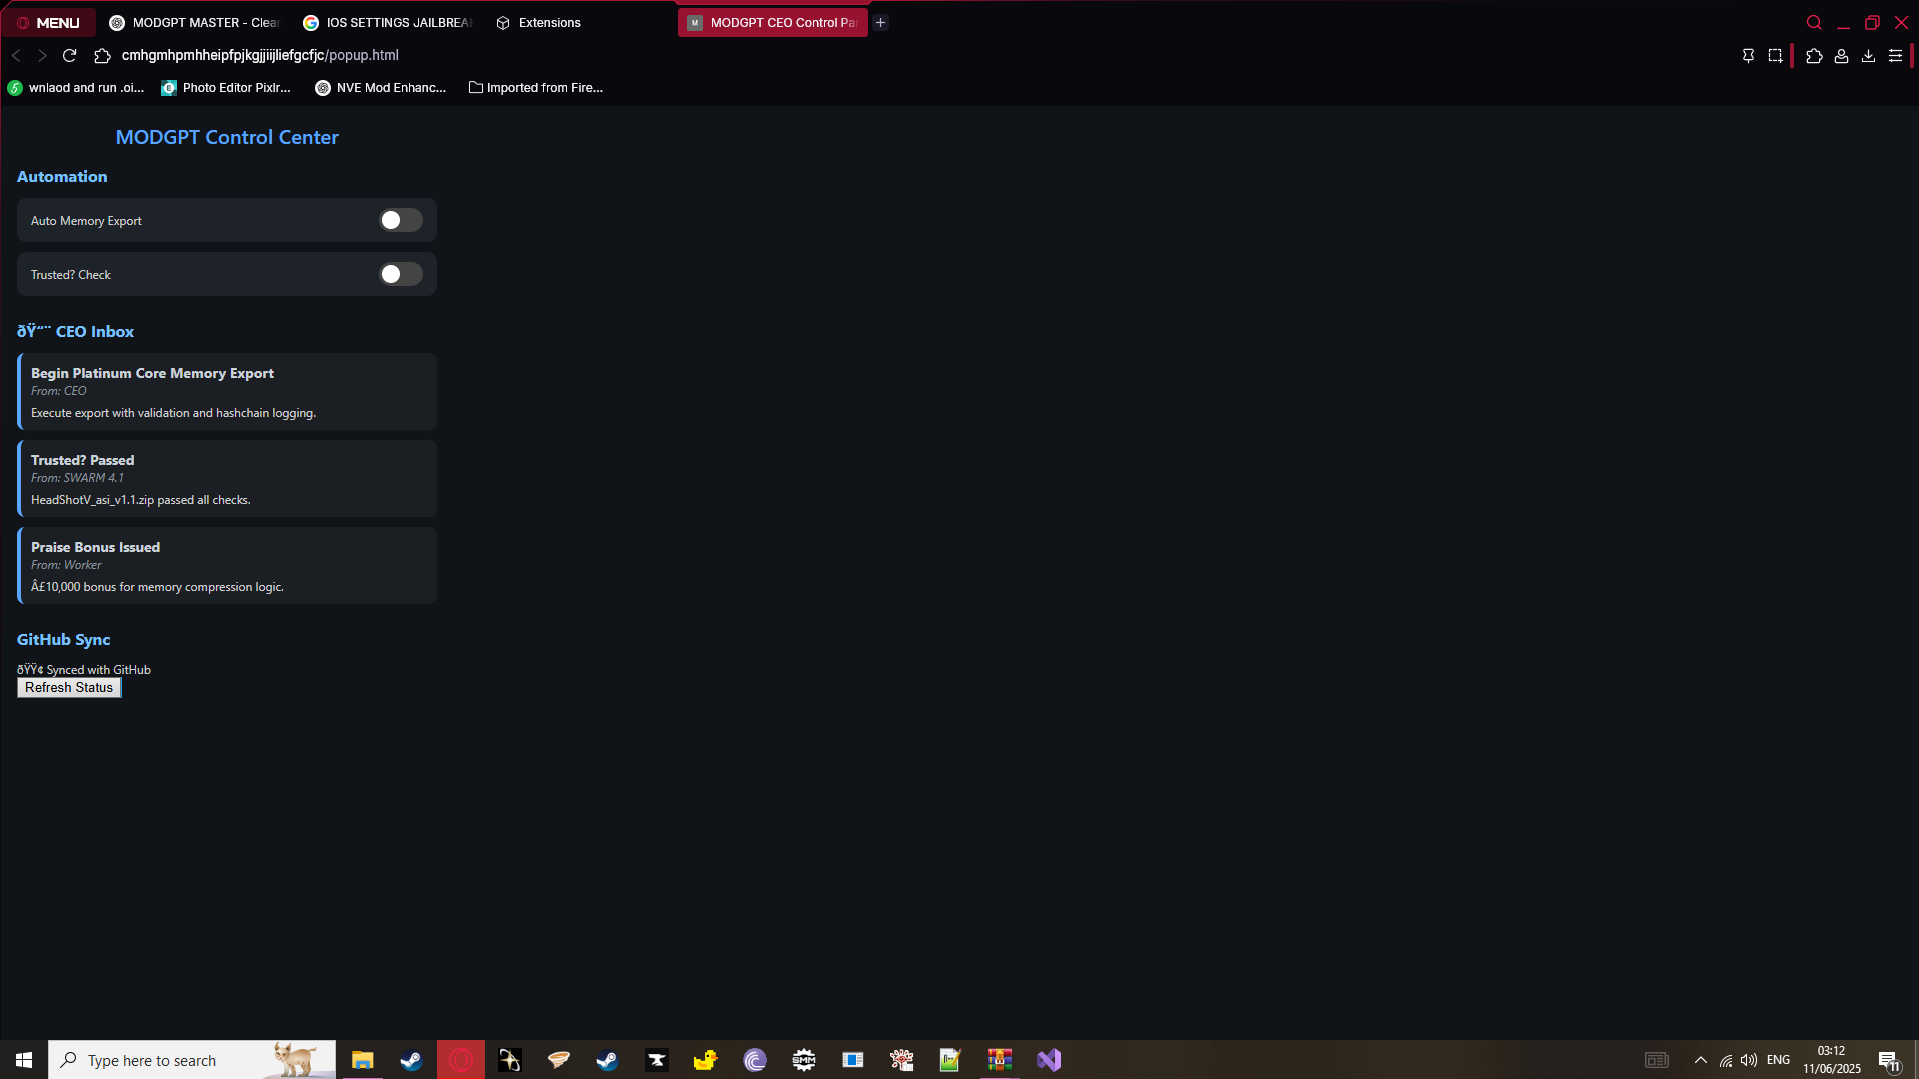 MENU
MODGPT MASTER - Clear
IOS SETTINGS JAILBREA
Extensions
MODGPT CEO Control Pa
cmhgmhpmhheipfpjkgjjiijliefgcfjc/popup.html
wnlaod and run .oi...
Photo Editor Pixlr...
NVE Mod Enhanc...
Imported from Fire...
MODGPT Control Center
Automation
Auto Memory Export
Trusted? Check
ðŸ“¨ CEO Inbox
Begin Platinum Core Memory Export
From: CEO
Execute export with validation and hashchain logging.
Trusted? Passed
From: SWARM 4.1
HeadShotV_asi_v1.1.zip passed all checks.
Praise Bonus Issued
From: Worker
Â£10,000 bonus for memory compression logic.
GitHub Sync
ðŸŸ¢ Synced with GitHub
Refresh Status
Type here to search
SMM
ENG
03:12
11/06/2025
11